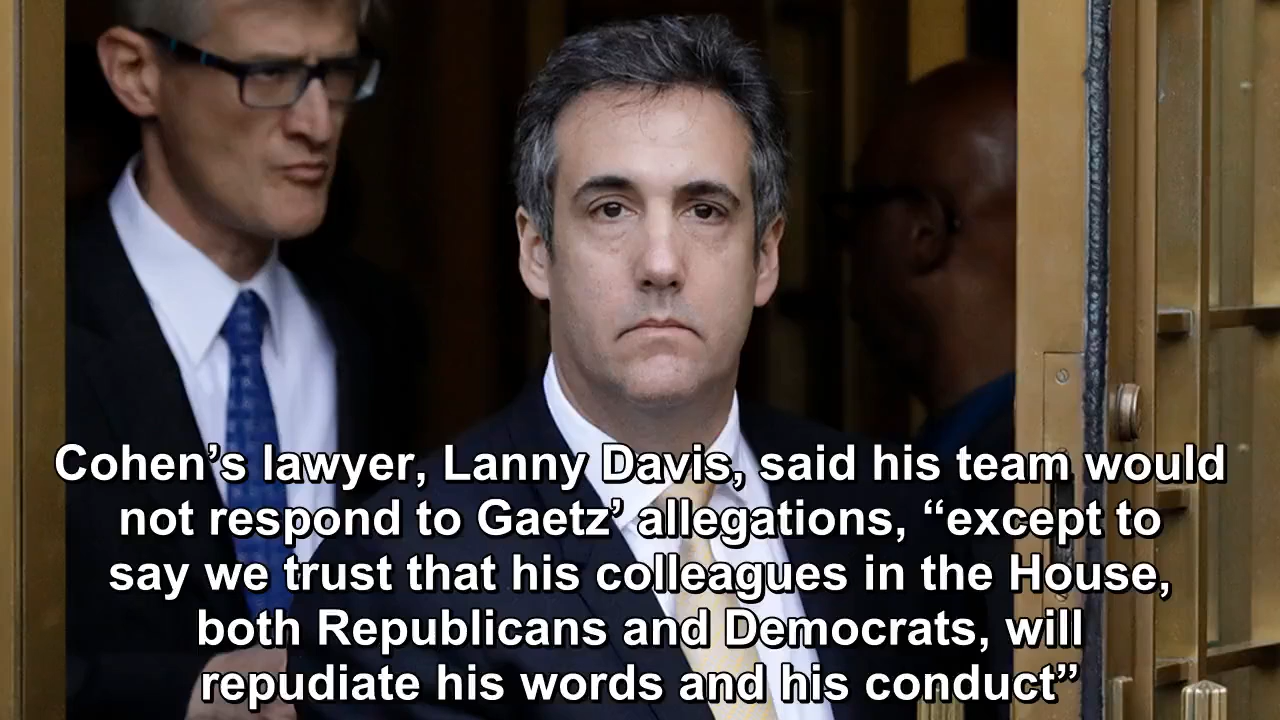 Cohen’s lawyer, Lanny Davis, said his team would
not respond to Gaetz’ allegations, “except to
say we trust that his colleagues in the House,
both Republicans and Democrats, will
repudiate his words and his conduct”